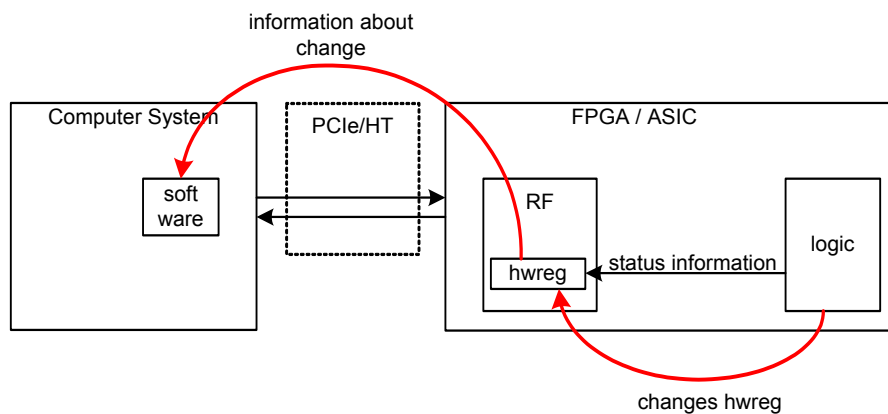 information about
change
Computer System
PCIe/HT
FPGA / ASIC
soft
ware
RF
logic
hwreg
status information
changes hwreg